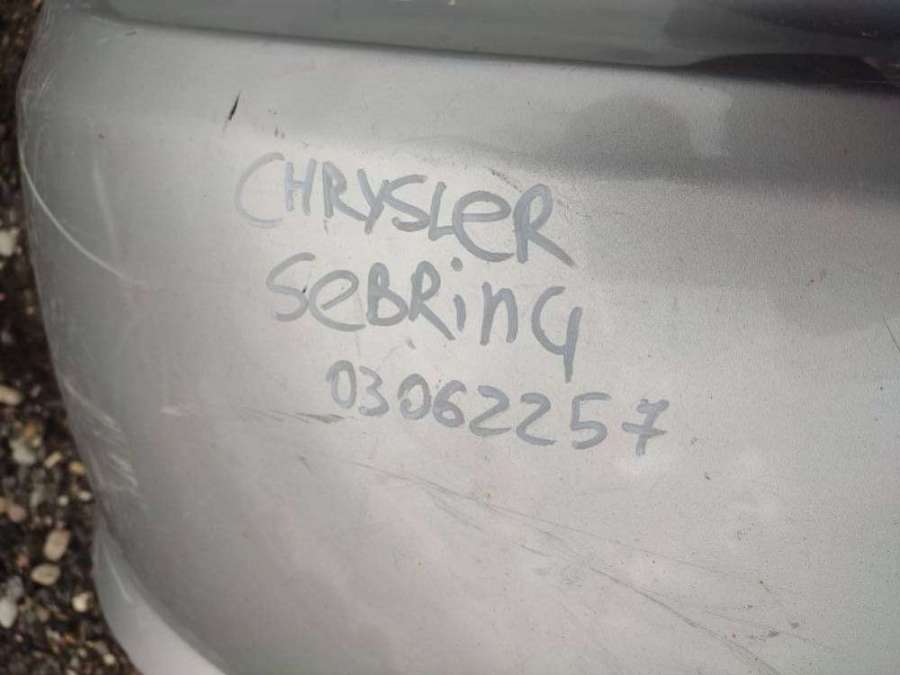 CHRYSLeR
SeBRinG
03062257